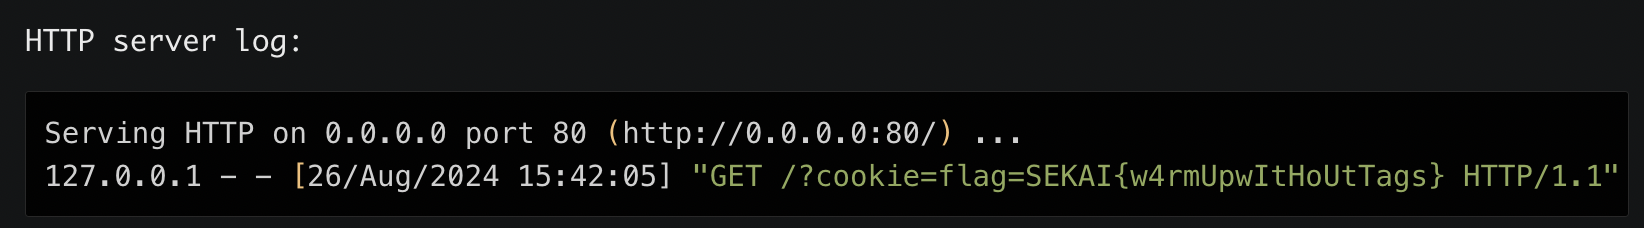 HTTP server log:
Serving HTTP on 0.0.0.0 port 80 (http://0.0.0.0:80/) ...
127.0.0.1 - - [26/Aug/2024 15:42:05] "GET /?cookie=flag=SEKAI{w4rmUpwItHoUtTags} HTTP/1.1"